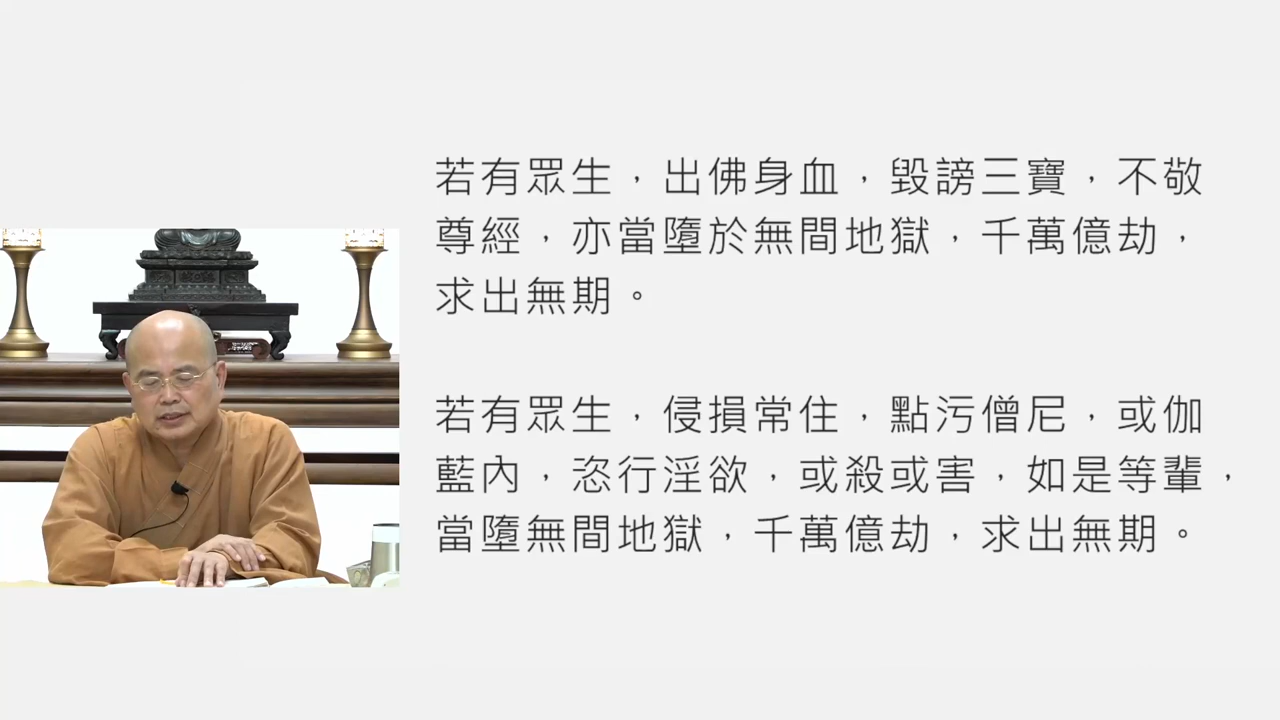 若有眾生，出佛身血，毀謗三寶，不敬
尊經，亦當墮於無間地獄，千萬億劫，
求出無期。
若有眾生，侵損常住，點污僧尼，或伽
藍內，恣行淫欲，或殺或害，如是等輩，
當墮無間地獄，千萬億劫，求出無期。